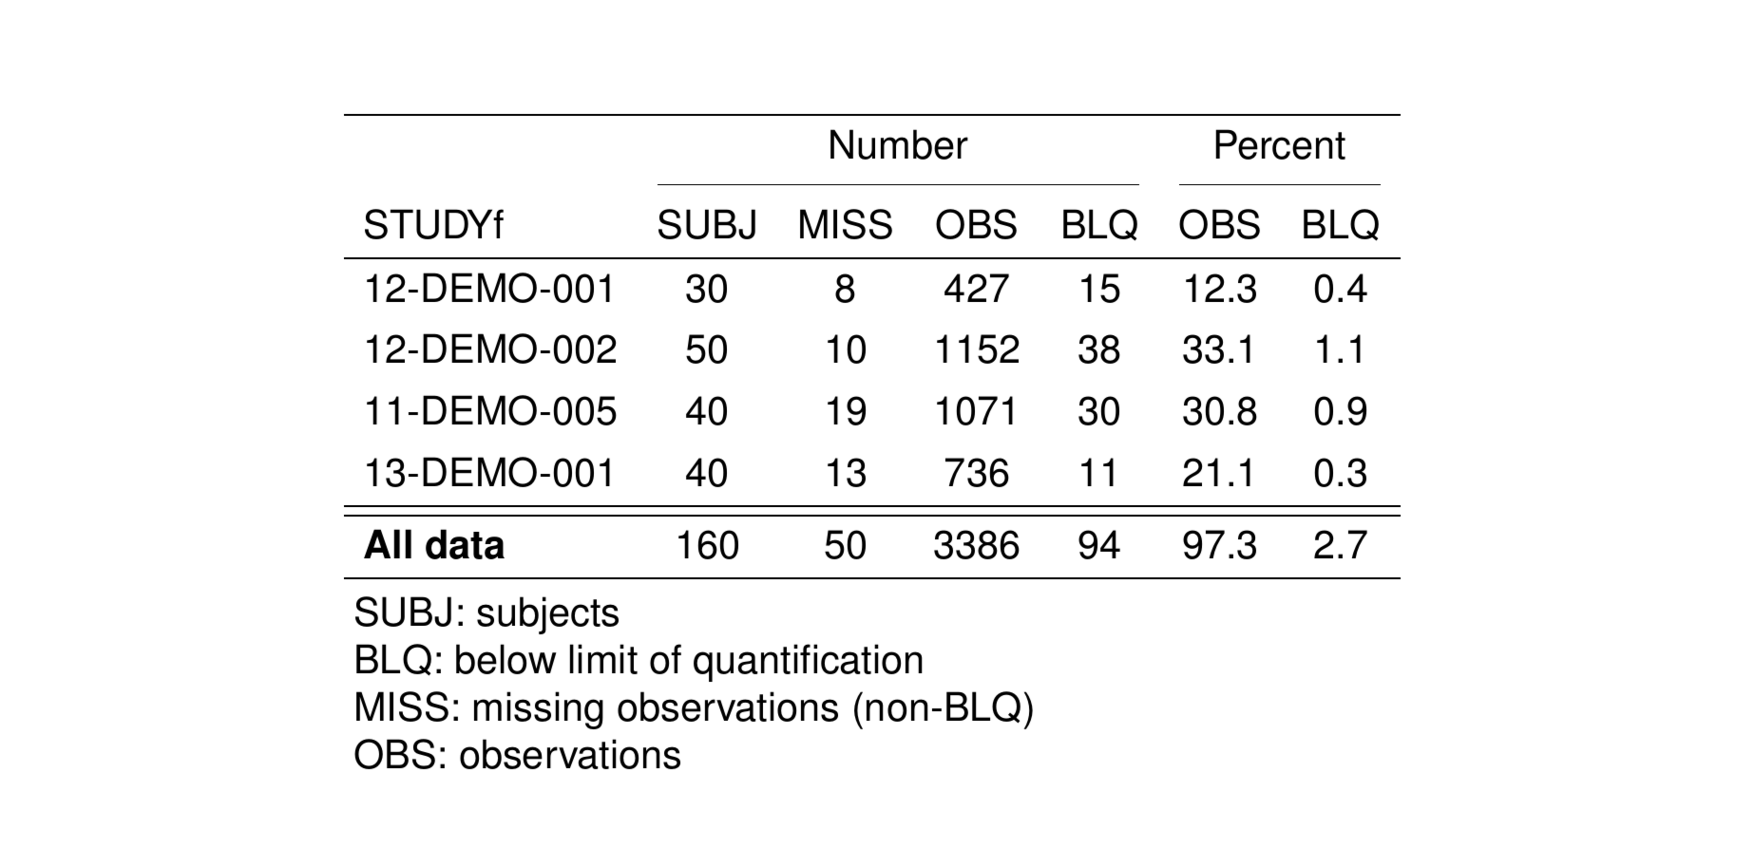 Number Percent
STUDYf SUBJ MISS OBS BLQ OBS BLQ
12-DEMO-001 30 8 427 15 12.3 0.4
12-DEMO-002 50 10 1152 38 33.1 1.1
11-DEMO-005 40 19 1071 30 30.8 0.9
13-DEMO-001 40 13 736 11 21.1 0.3
All data 160 50 3386 94 97.3 2.7
SUBJ: subjects
BLQ: below limit of quantification
MISS: missing observations (non-BLQ)
OBS: observations